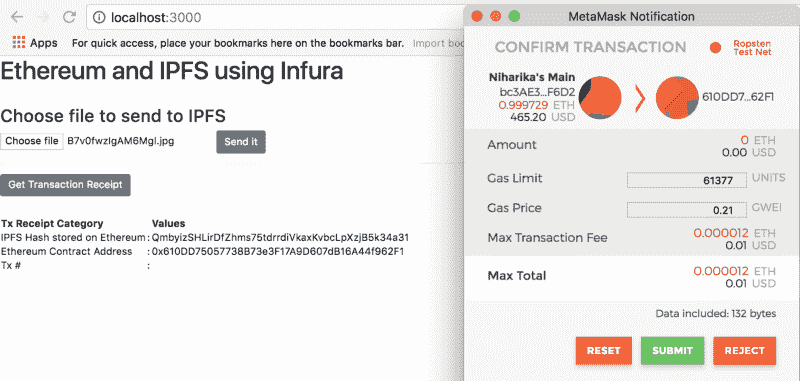 localhost:3000
Apps For quick access, place your bookmarks here on the bookmarks bar. Import boo
Ethereum and IPFS using Infura
Choose file to send to IPFS
Choose file B7v0fwzIgAM6Mgl.jpg Send it
Get Transaction Receipt
Tx Receipt Category Values
IPFS Hash stored on Ethereum : QmbyizSHLirDfZhms75tdrrdiVkaxKvbcLpXzjB5k34a31
Ethereum Contract Address : 0x610DD75057738B73e3F17A9D607dB16A44f962F1
Tx # :
MetaMask Notification
CONFIRM TRANSACTION
Ropsten
Test Net
Niharika's Main
bc3AE3...F6D2
0.999729 ETH
465.20 USD
610DD7...62F1
Amount 0 ETH
0.00 USD
Gas Limit 61377 UNITS
Gas Price 0.21 GWEI
Max Transaction Fee 0.000012 ETH
0.01 USD
Max Total 0.000012 ETH
0.01 USD
Data included: 132 bytes
RESET SUBMIT REJECT